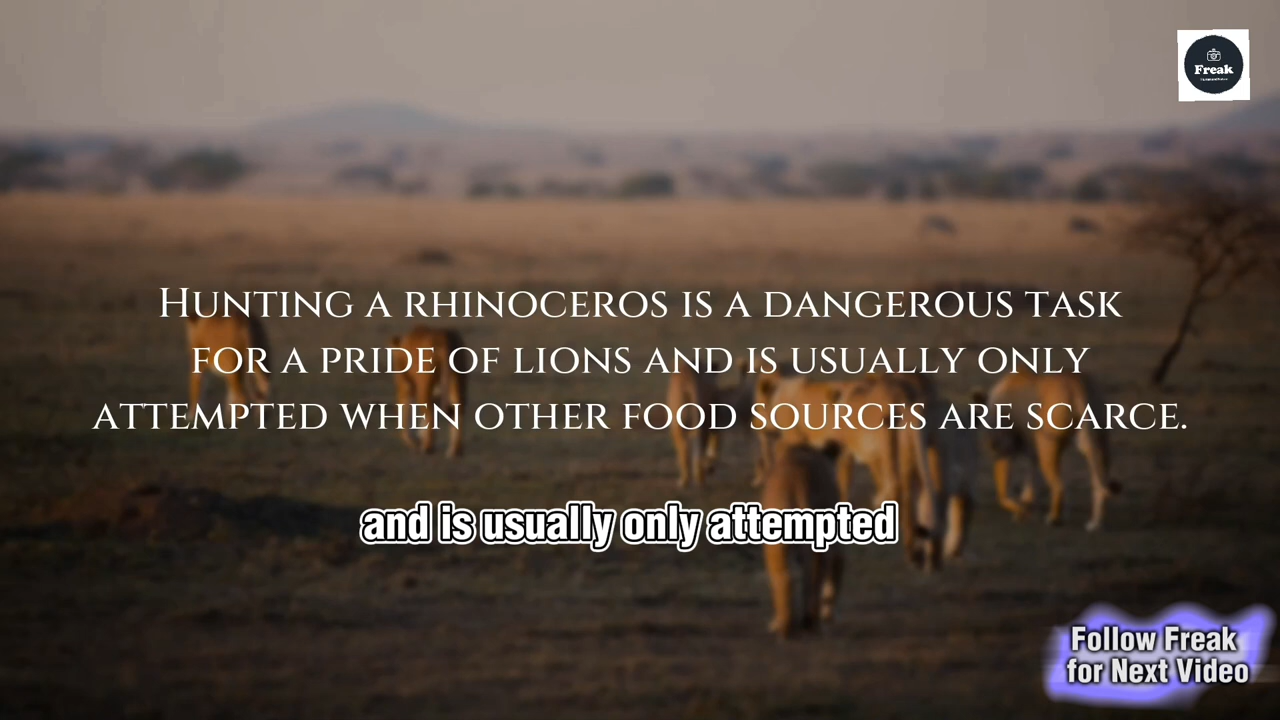 Freak
HUNTING A RHINOCEROS IS A DANGEROUS TASK
FOR A PRIDE OF LIONS AND IS USUALLY ONLY
ATTEMPTED WHEN OTHER FOOD SOURCES ARE SCARCE.
and is usually only attempted
Follow Freak
for Next Video